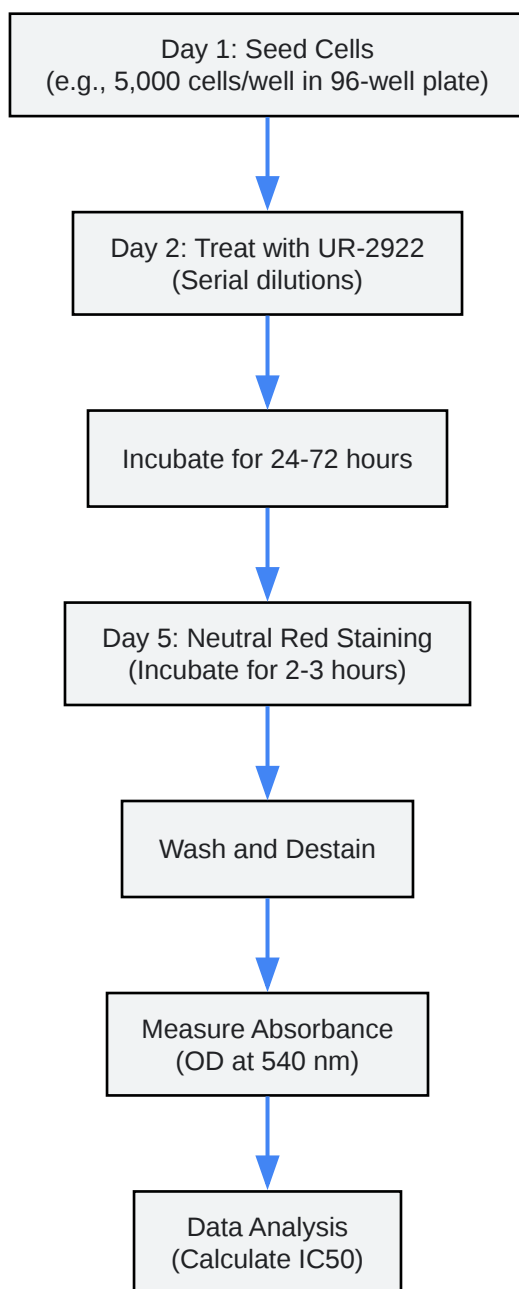 Day 1: Seed Cells
(e.g., 5,000 cells/well in 96-well plate)
Day 2: Treat with UR-2922
(Serial dilutions)
Incubate for 24-72 hours
Day 5: Neutral Red Staining
(Incubate for 2-3 hours)
Wash and Destain
Measure Absorbance
(OD at 540 nm)
Data Analysis
(Calculate IC50)